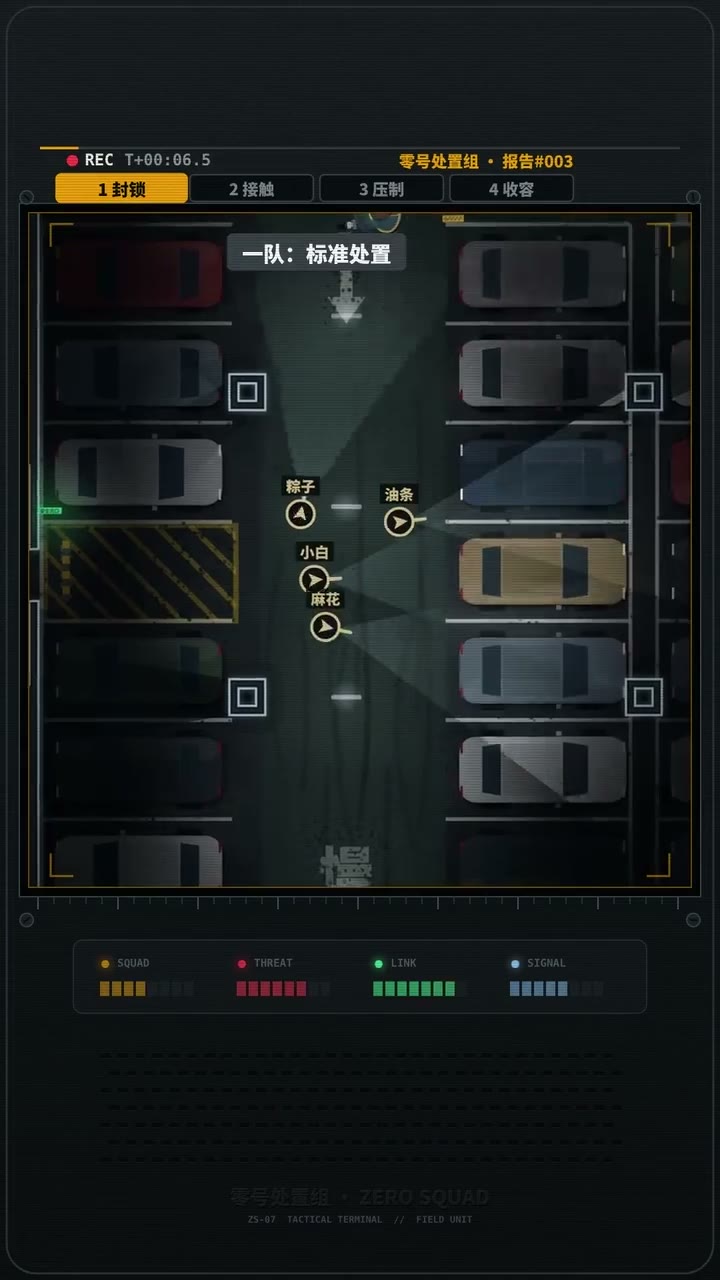 REC T+00:06.5
零号处置组 · 报告#003
1 封锁
2 接触
3 压制
4 收容
一队：标准处置
粽子
油条
小白
麻花
慢
SQUAD
THREAT
LINK
SIGNAL
零号处置组 · ZERO SQUAD
ZS-07 TACTICAL TERMINAL // FIELD UNIT